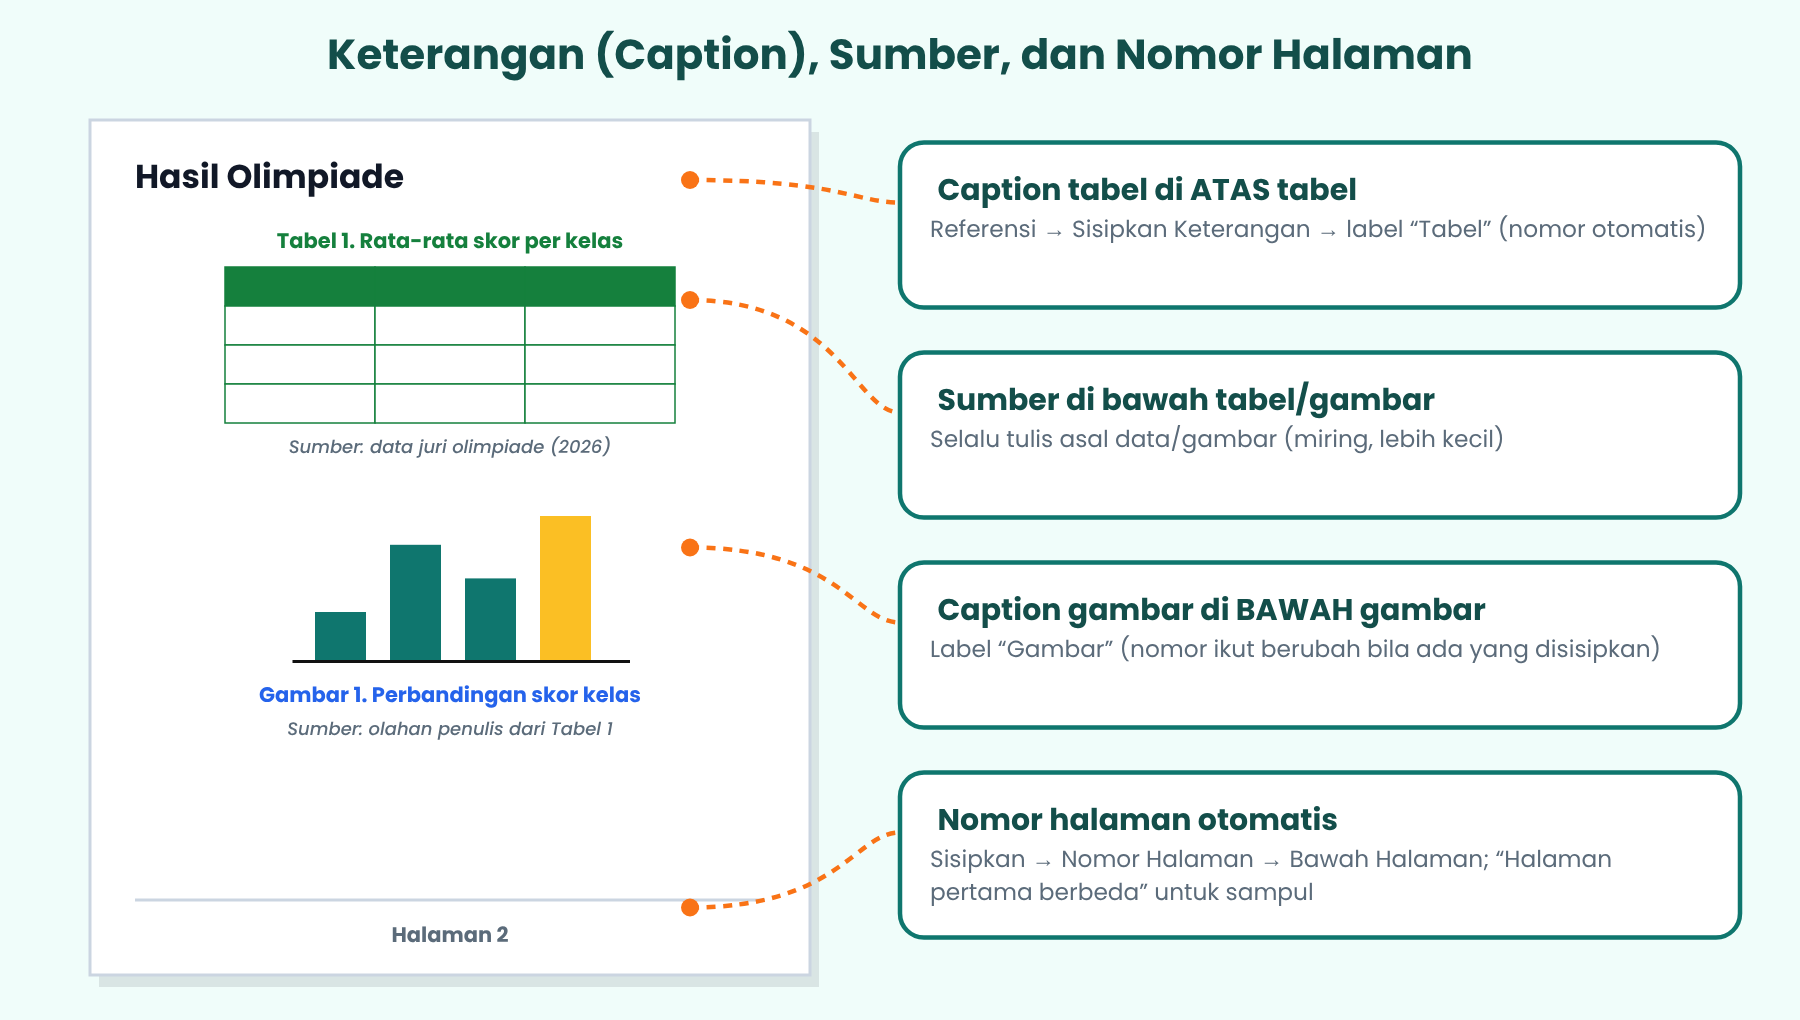 Keterangan (Caption), Sumber, dan Nomor Halaman
Hasil Olimpiade
Tabel 1. Rata-rata skor per kelas
Sumber: data juri olimpiade (2026)
Gambar 1. Perbandingan skor kelas
Sumber: olahan penulis dari Tabel 1
Halaman 2
Caption tabel di ATAS tabel
Referensi → Sisipkan Keterangan → label “Tabel” (nomor otomatis)
Sumber di bawah tabel/gambar
Selalu tulis asal data/gambar (miring, lebih kecil)
Caption gambar di BAWAH gambar
Label “Gambar” (nomor ikut berubah bila ada yang disisipkan)
Nomor halaman otomatis
Sisipkan → Nomor Halaman → Bawah Halaman; “Halaman
pertama berbeda” untuk sampul